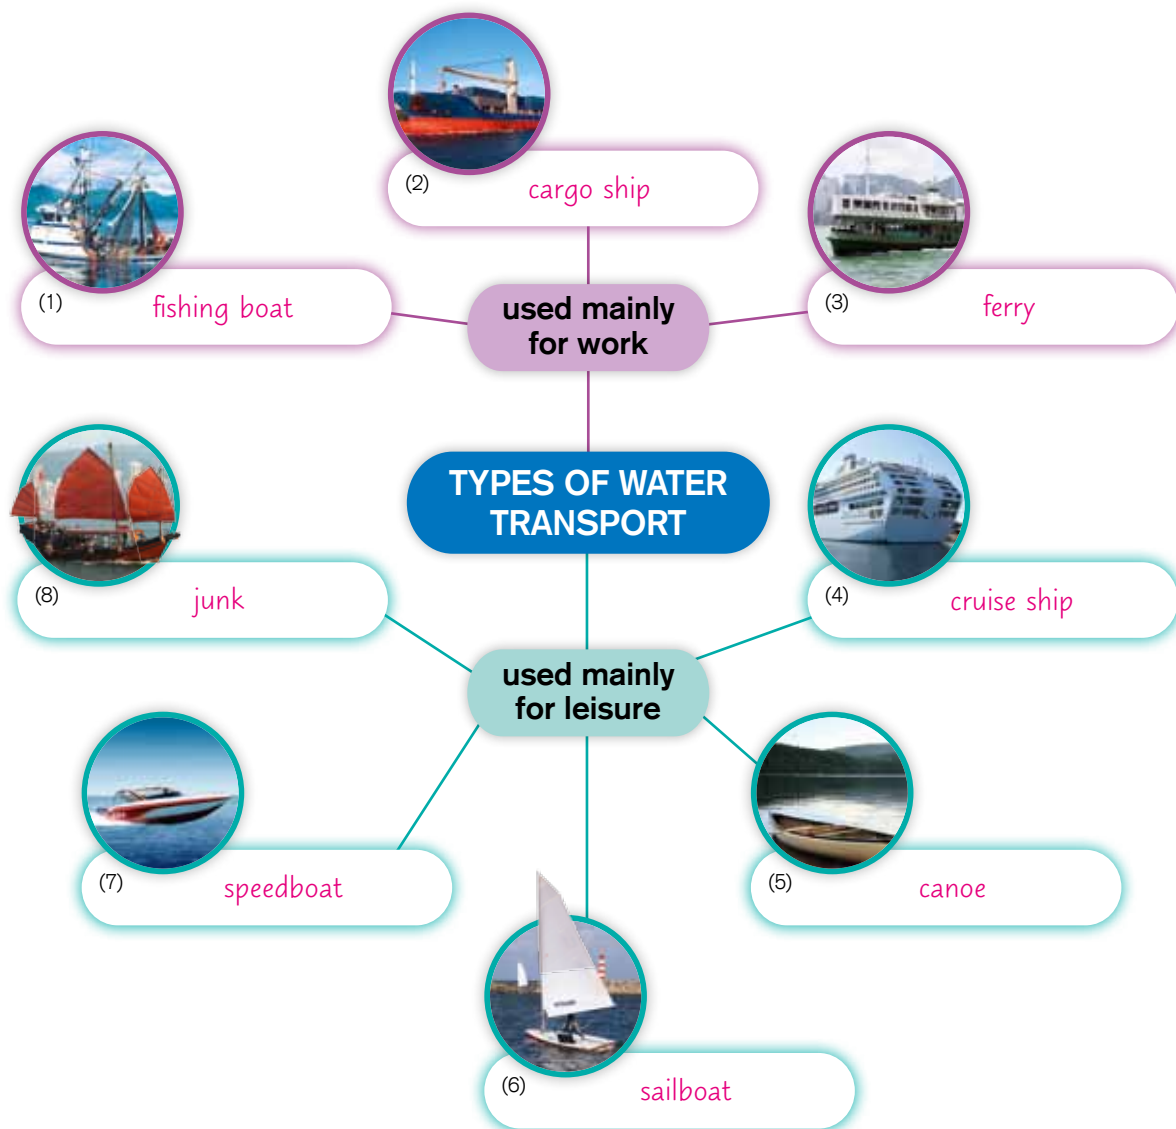 (2) cargo ship
(1) fishing boat
used mainly
for work
(3) ferry
TYPES OF WATER
TRANSPORT
(8) junk
(4) cruise ship
used mainly
for leisure
(7) speedboat
(5) canoe
(6) sailboat